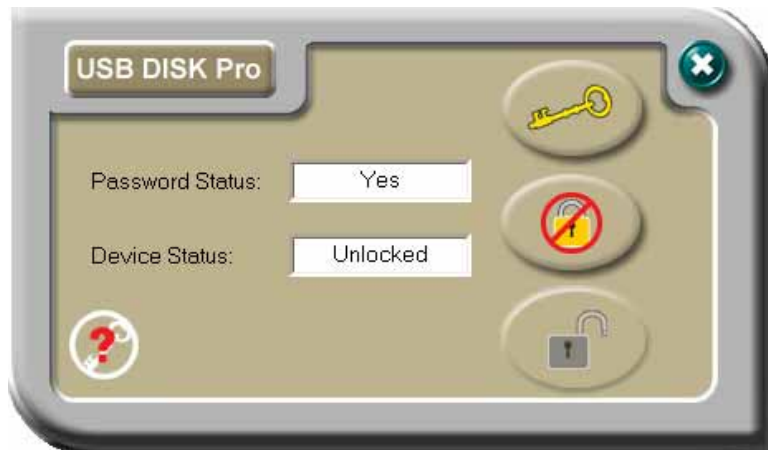 USB DISK Pro
Password Status: Yes
Device Status: Unlocked
?